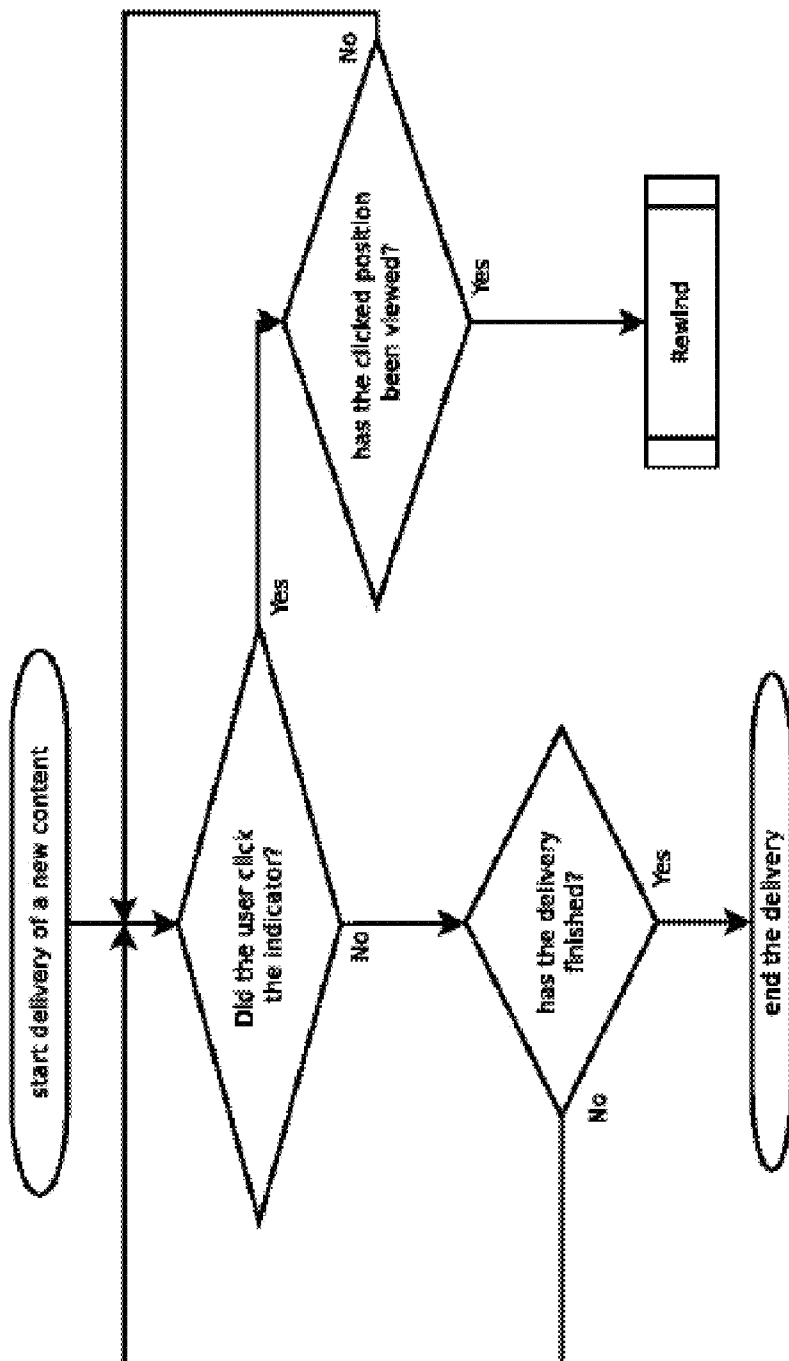 start delivery of a new content
Did the user click
the indicator?
Yes
No
has the clicked position
been viewed?
No
Yes
Rewind
has the delivery
finished?
No
Yes
end the delivery